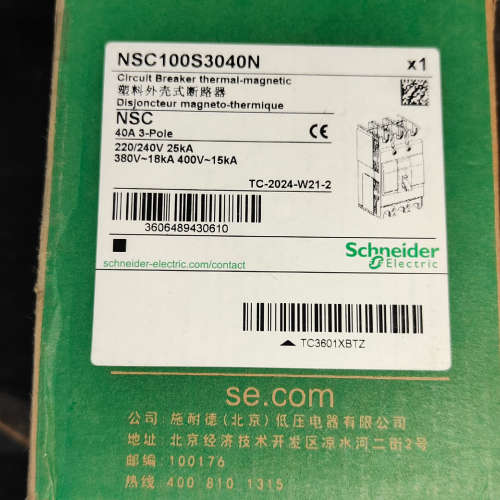 NSC100S3040N x1
Circuit Breaker thermal-magnetic
塑料外壳式断路器
Disjoncteur magneto-thermique
NSC
40A 3-Pole CE
220/240V 25kA
380V~18kA 400V~15kA
TC-2024-W21-2
3606489430610
schneider-electric.com/contact
Schneider
Electric
TC3601XBTZ
se.com
公司: 施耐德(北京)低压电器有限公司
地址: 北京经济技术开发区凉水河二街2号
邮编: 100176
热线: 400 810 1315